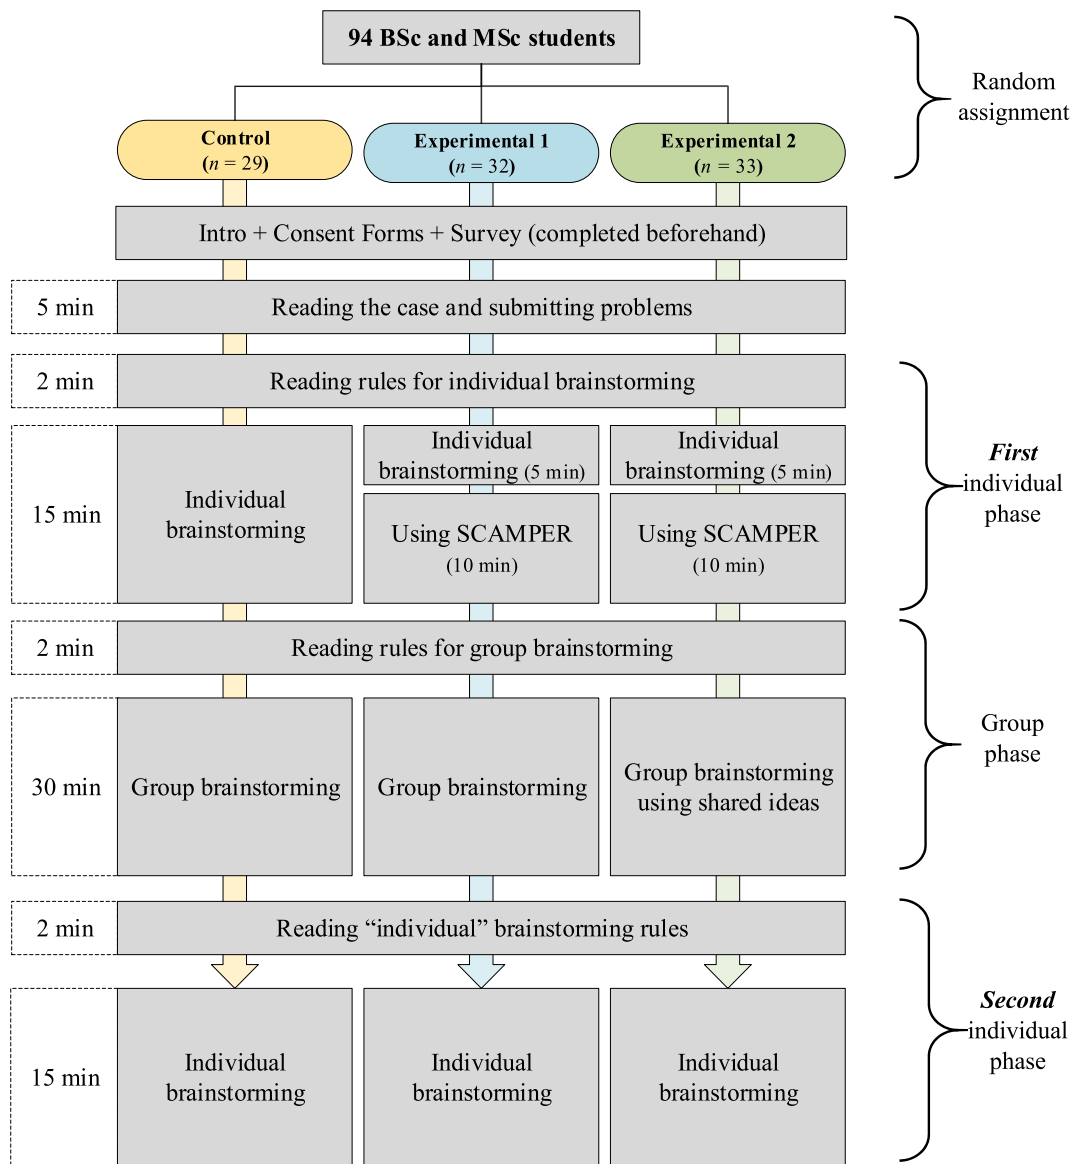 94 BSc and MSc students
Random
assignment
Control
(n = 29)
Experimental 1
(n = 32)
Experimental 2
(n = 33)
Intro + Consent Forms + Survey (completed beforehand)
5 min
Reading the case and submitting problems
2 min
Reading rules for individual brainstorming
15 min
Individual
brainstorming
Individual
brainstorming (5 min)
Using SCAMPER
(10 min)
Individual
brainstorming (5 min)
Using SCAMPER
(10 min)
First
individual
phase
2 min
Reading rules for group brainstorming
30 min
Group brainstorming
Group brainstorming
Group brainstorming
using shared ideas
Group
phase
2 min
Reading “individual” brainstorming rules
15 min
Individual
brainstorming
Individual
brainstorming
Individual
brainstorming
Second
individual
phase